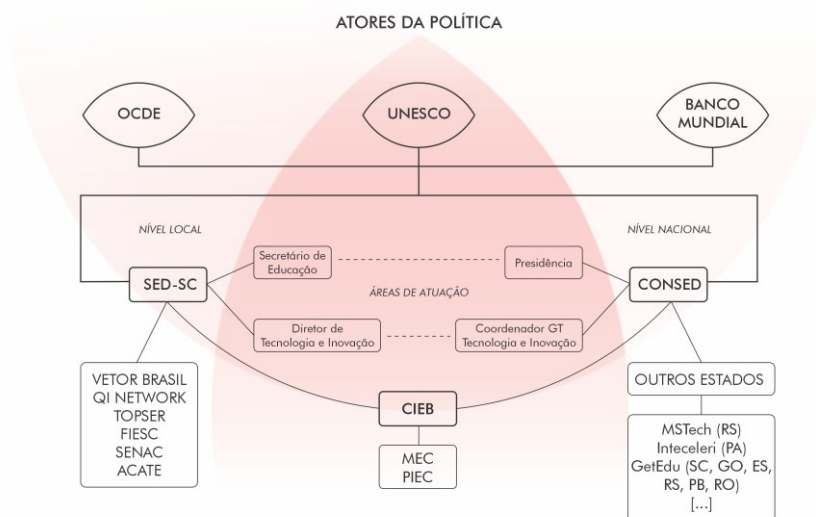 ATORES DA POLÍTICA
OCDE
UNESCO
BANCO
MUNDIAL
NÍVEL LOCAL
NÍVEL NACIONAL
Secretário de
Educação
Presidência
SED-SC
ÁREAS DE ATUAÇÃO
CONSED
Diretor de
Tecnologia e Inovação
Coordenador GT
Tecnologia e Inovação
VETOR BRASIL
QI NETWORK
TOPSER
FIESC
SENAC
ACATE
CIEB
MEC
PIEC
OUTROS ESTADOS
MSTech (RS)
Inteceleri (PA)
GetEdu (SC, GO, ES,
RS, PB, RO)
[...]